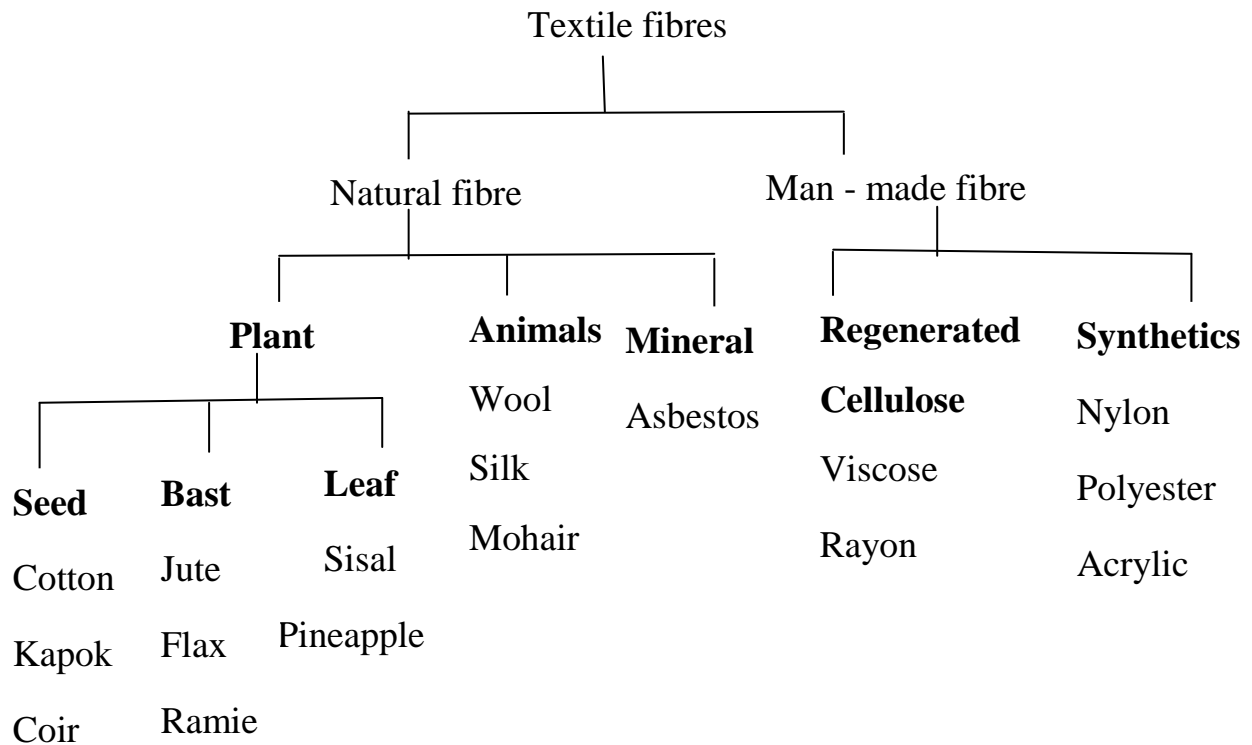 Textile fibres
Natural fibre
Man - made fibre
Plant
Seed
Cotton
Kapok
Coir
Bast
Jute
Flax
Ramie
Leaf
Sisal
Pineapple
Animals
Wool
Silk
Mohair
Mineral
Asbestos
Regenerated
Cellulose
Viscose
Rayon
Synthetics
Nylon
Polyester
Acrylic